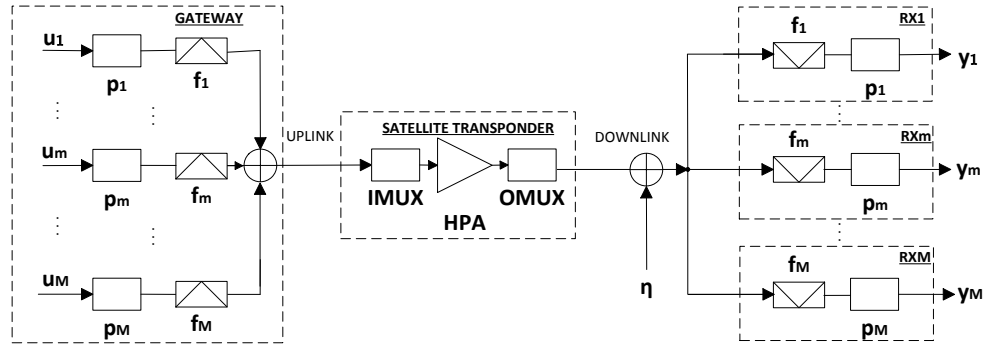 GATEWAY
u1
p1
f1
um
pm
fm
uM
pM
fM
UPLINK
SATELLITE TRANSPONDER
IMUX
HPA
OMUX
DOWNLINK
η
RX1
f1
p1
y1
RXm
fm
pm
ym
RXM
fM
pM
yM